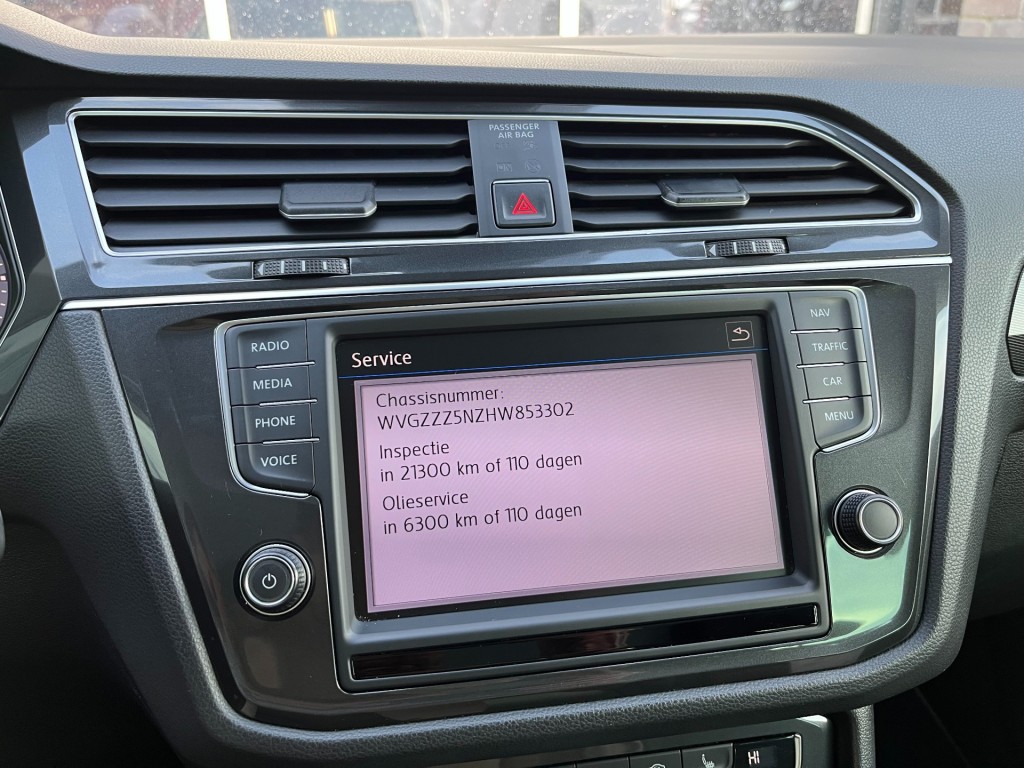 PASSENGER
AIR BAG
RADIO
MEDIA
PHONE
VOICE
Service
Chassisnummer:
WVGZZZ5NZHW853302
Inspectie
in 21300 km of 110 dagen
Olieservice
in 6300 km of 110 dagen
NAV
TRAFFIC
CAR
MENU
HI